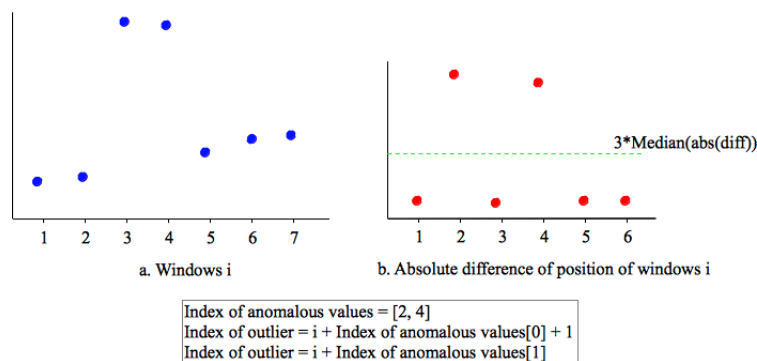 1 2 3 4 5 6 7
a. Windows i
3*Median(abs(diff))
1 2 3 4 5 6
b. Absolute difference of position of windows i
Index of anomalous values = [2, 4]
Index of outlier = i + Index of anomalous values[0] + 1
Index of outlier = i + Index of anomalous values[1]